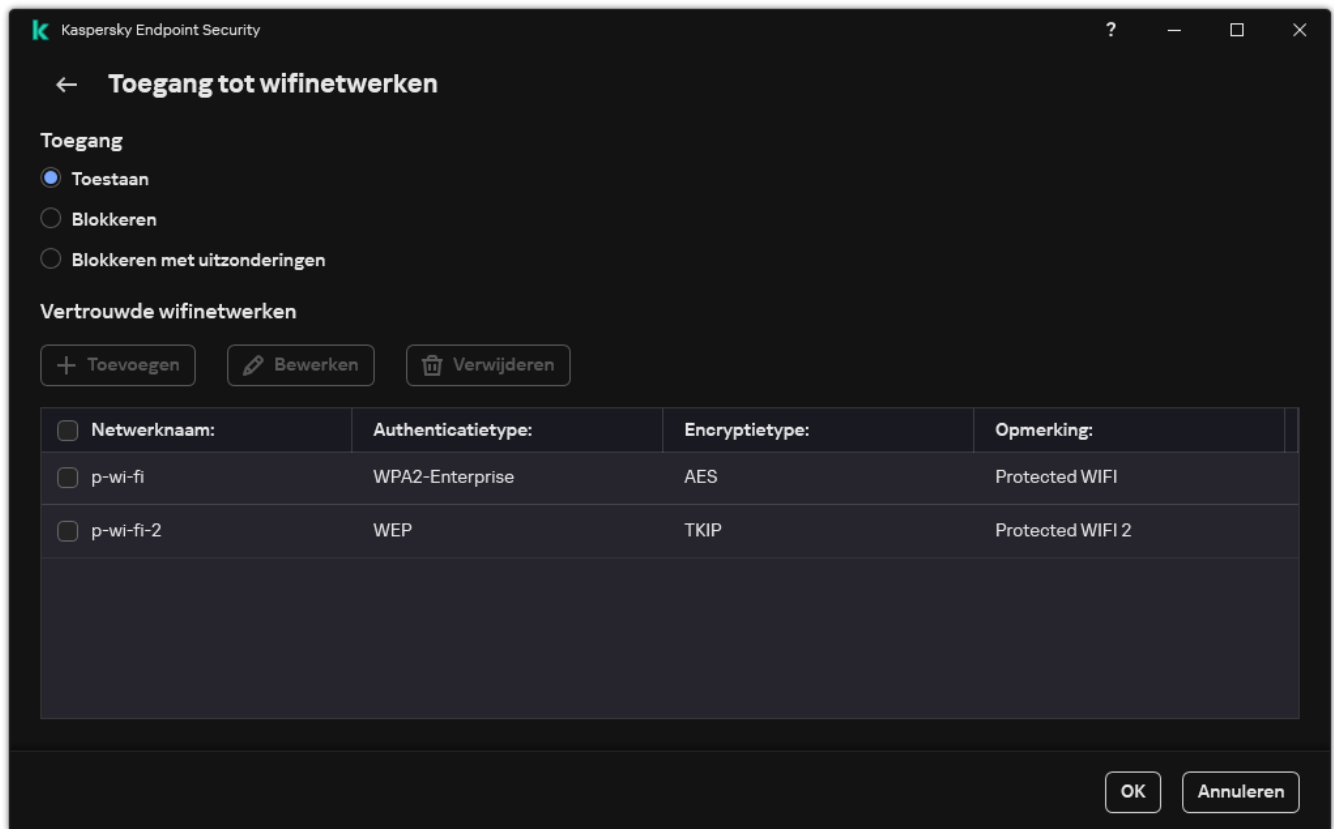 Kaspersky Endpoint Security ?
Toegang tot wifinetwerken
Toegang
Toestaan
Blokkeren
Blokkeren met uitzonderingen
Vertrouwde wifinetwerken
Toevoegen Bewerken Verwijderen
Netwerknaam: Authenticatietype: Encryptietype: Opmerking:
p-wi-fi WPA2-Enterprise AES Protected WIFI
p-wi-fi-2 WEP TKIP Protected WIFI 2
OK Annuleren